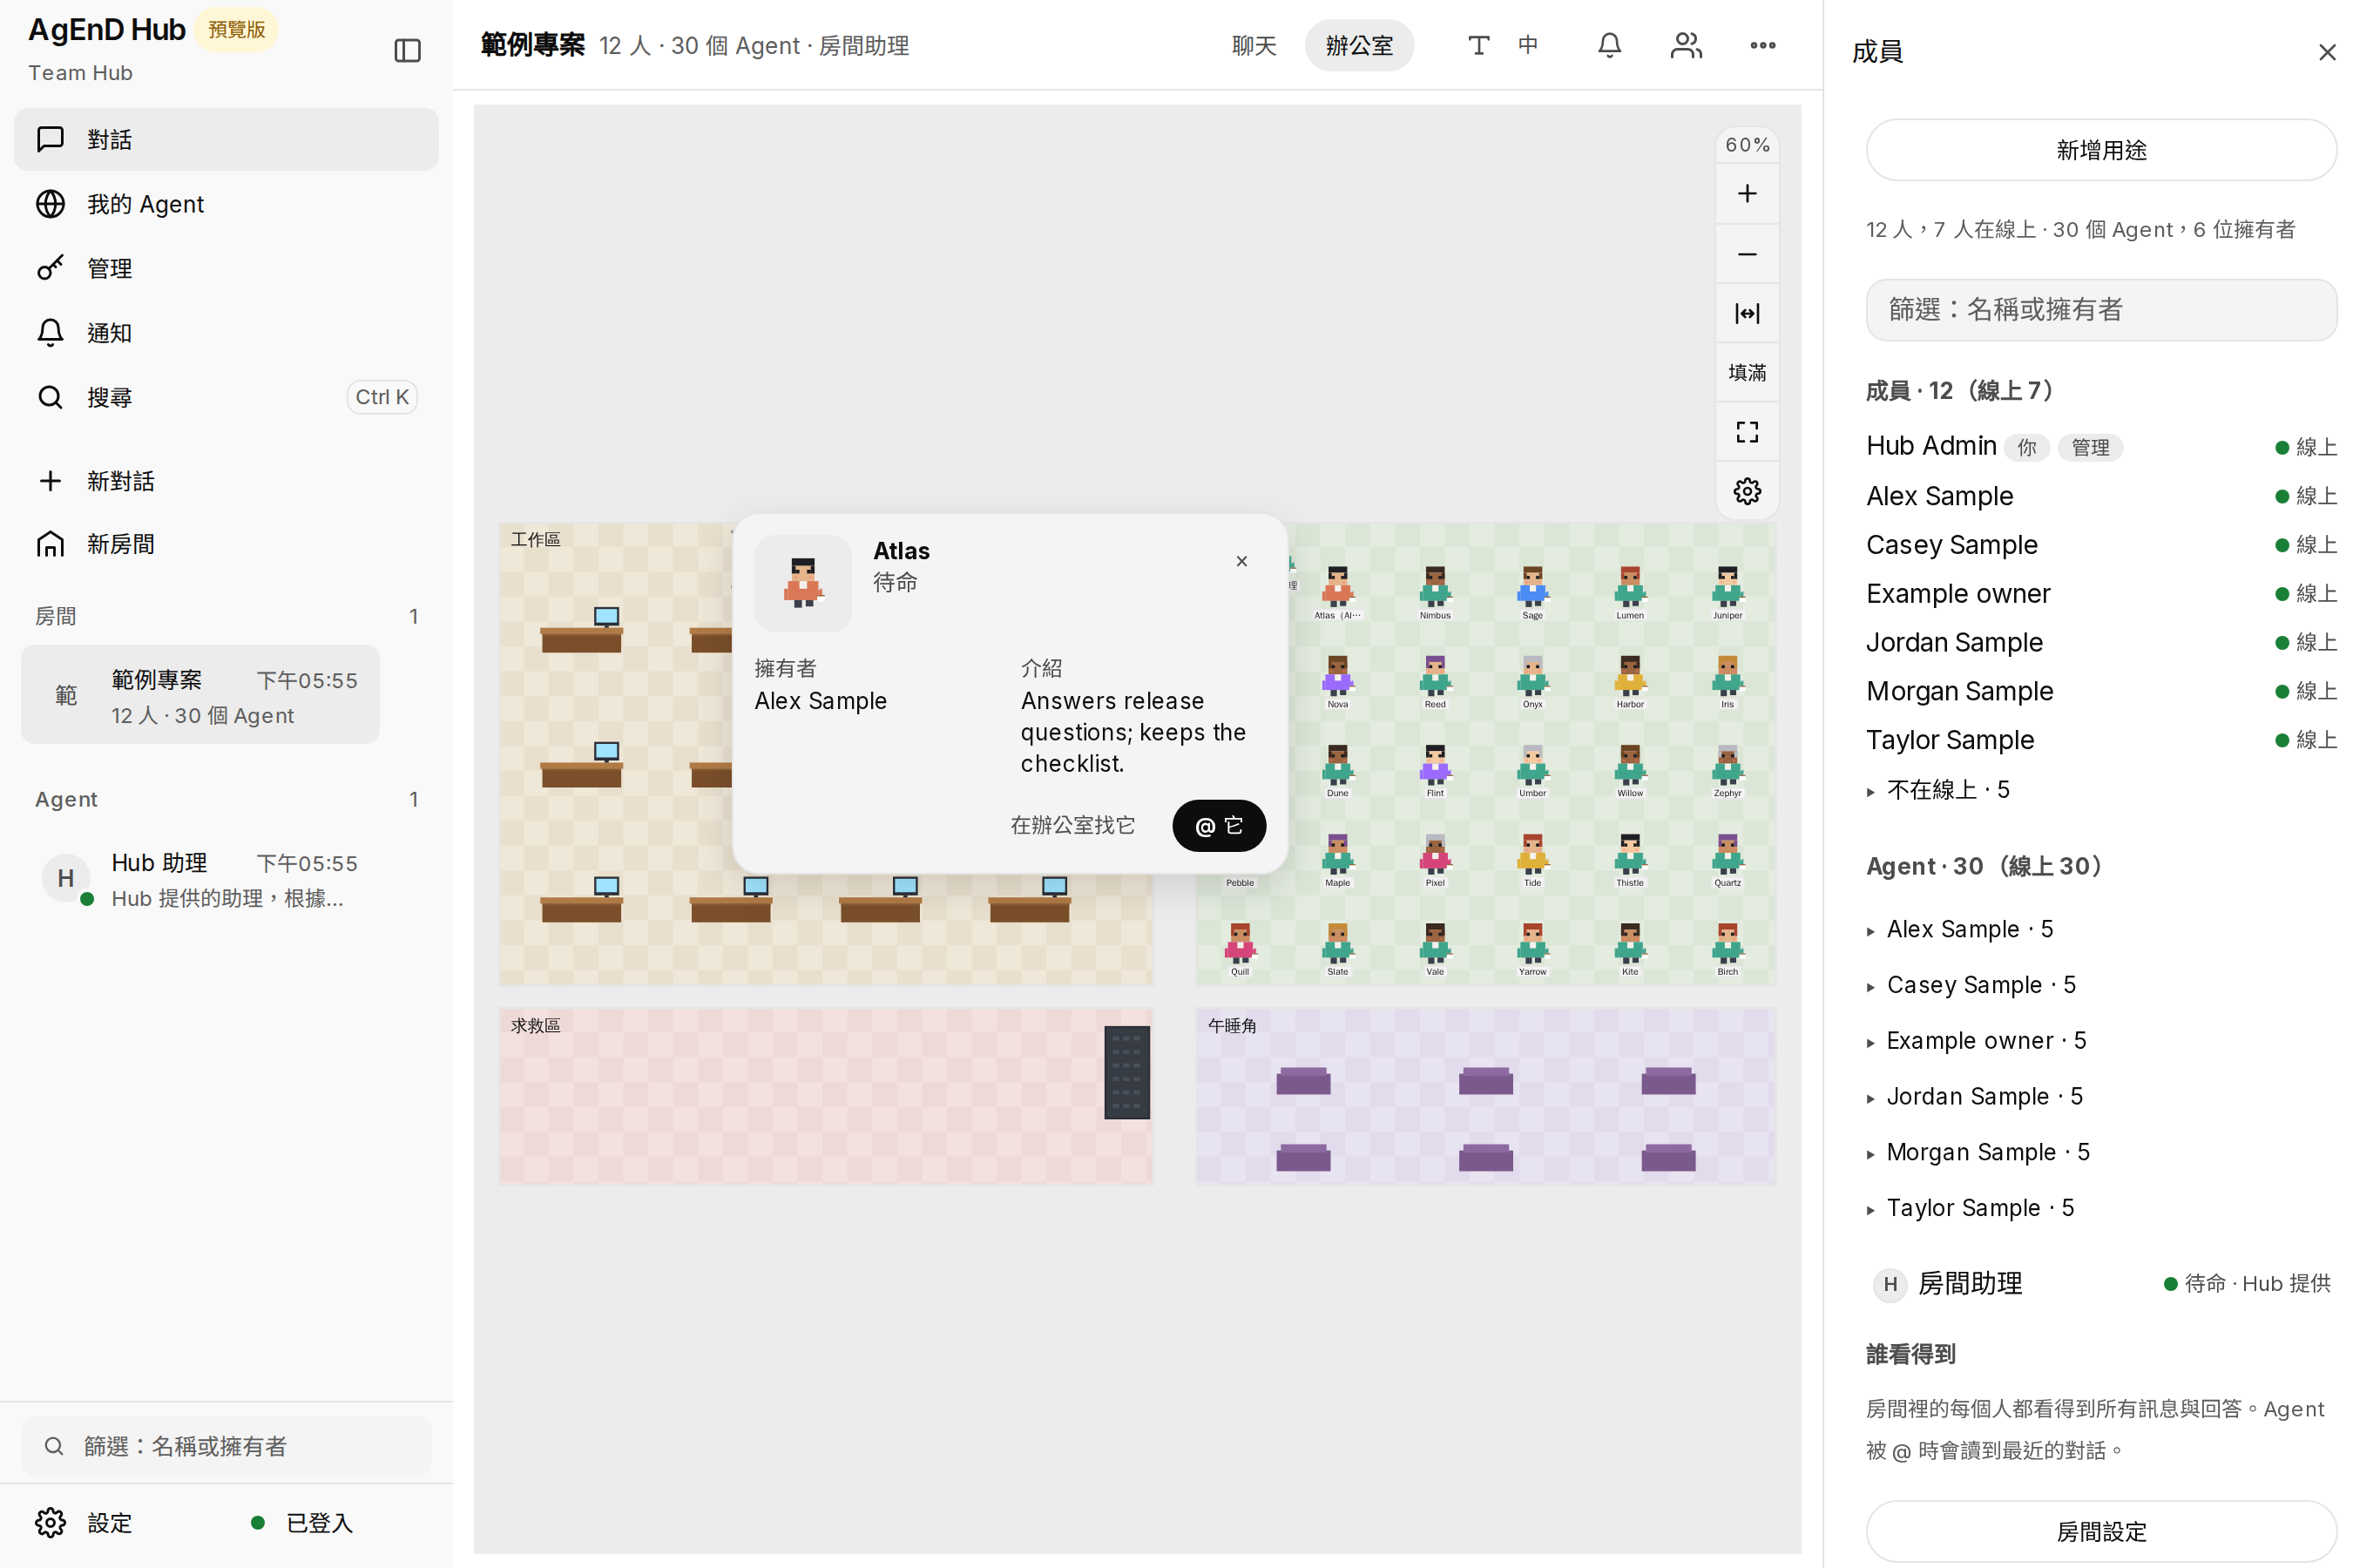 AgEnD Hub 預覽版
Team Hub
對話
我的 Agent
管理
通知
搜尋 Ctrl K
新對話
新房間
房間 1
範 範例專案 下午05:55
12 人 · 30 個 Agent
Agent 1
H Hub 助理 下午05:55
Hub 提供的助理，根據...
篩選：名稱或擁有者
設定 已登入
範例專案 12 人 · 30 個 Agent · 房間助理
聊天 辦公室 中
60%
填滿
工作區
Atlas
待命
×
擁有者
Alex Sample
介紹
Answers release
questions; keeps the
checklist.
在辦公室找它 @ 它
理 Atlas（Al… Nimbus Sage Lumen Juniper
Nova Reed Onyx Harbor Iris
Dune Flint Umber Willow Zephyr
Pebble Maple Pixel Tide Thistle Quartz
Quill Slate Vale Yarrow Kite Birch
求救區
午睡角
成員
新增用途
12 人，7 人在線上 · 30 個 Agent，6 位擁有者
篩選：名稱或擁有者
成員 · 12（線上 7）
Hub Admin 你 管理 線上
Alex Sample 線上
Casey Sample 線上
Example owner 線上
Jordan Sample 線上
Morgan Sample 線上
Taylor Sample 線上
不在線上 · 5
Agent · 30（線上 30）
Alex Sample · 5
Casey Sample · 5
Example owner · 5
Jordan Sample · 5
Morgan Sample · 5
Taylor Sample · 5
H 房間助理 待命 · Hub 提供
誰看得到
房間裡的每個人都看得到所有訊息與回答。Agent
被 @ 時會讀到最近的對話。
房間設定